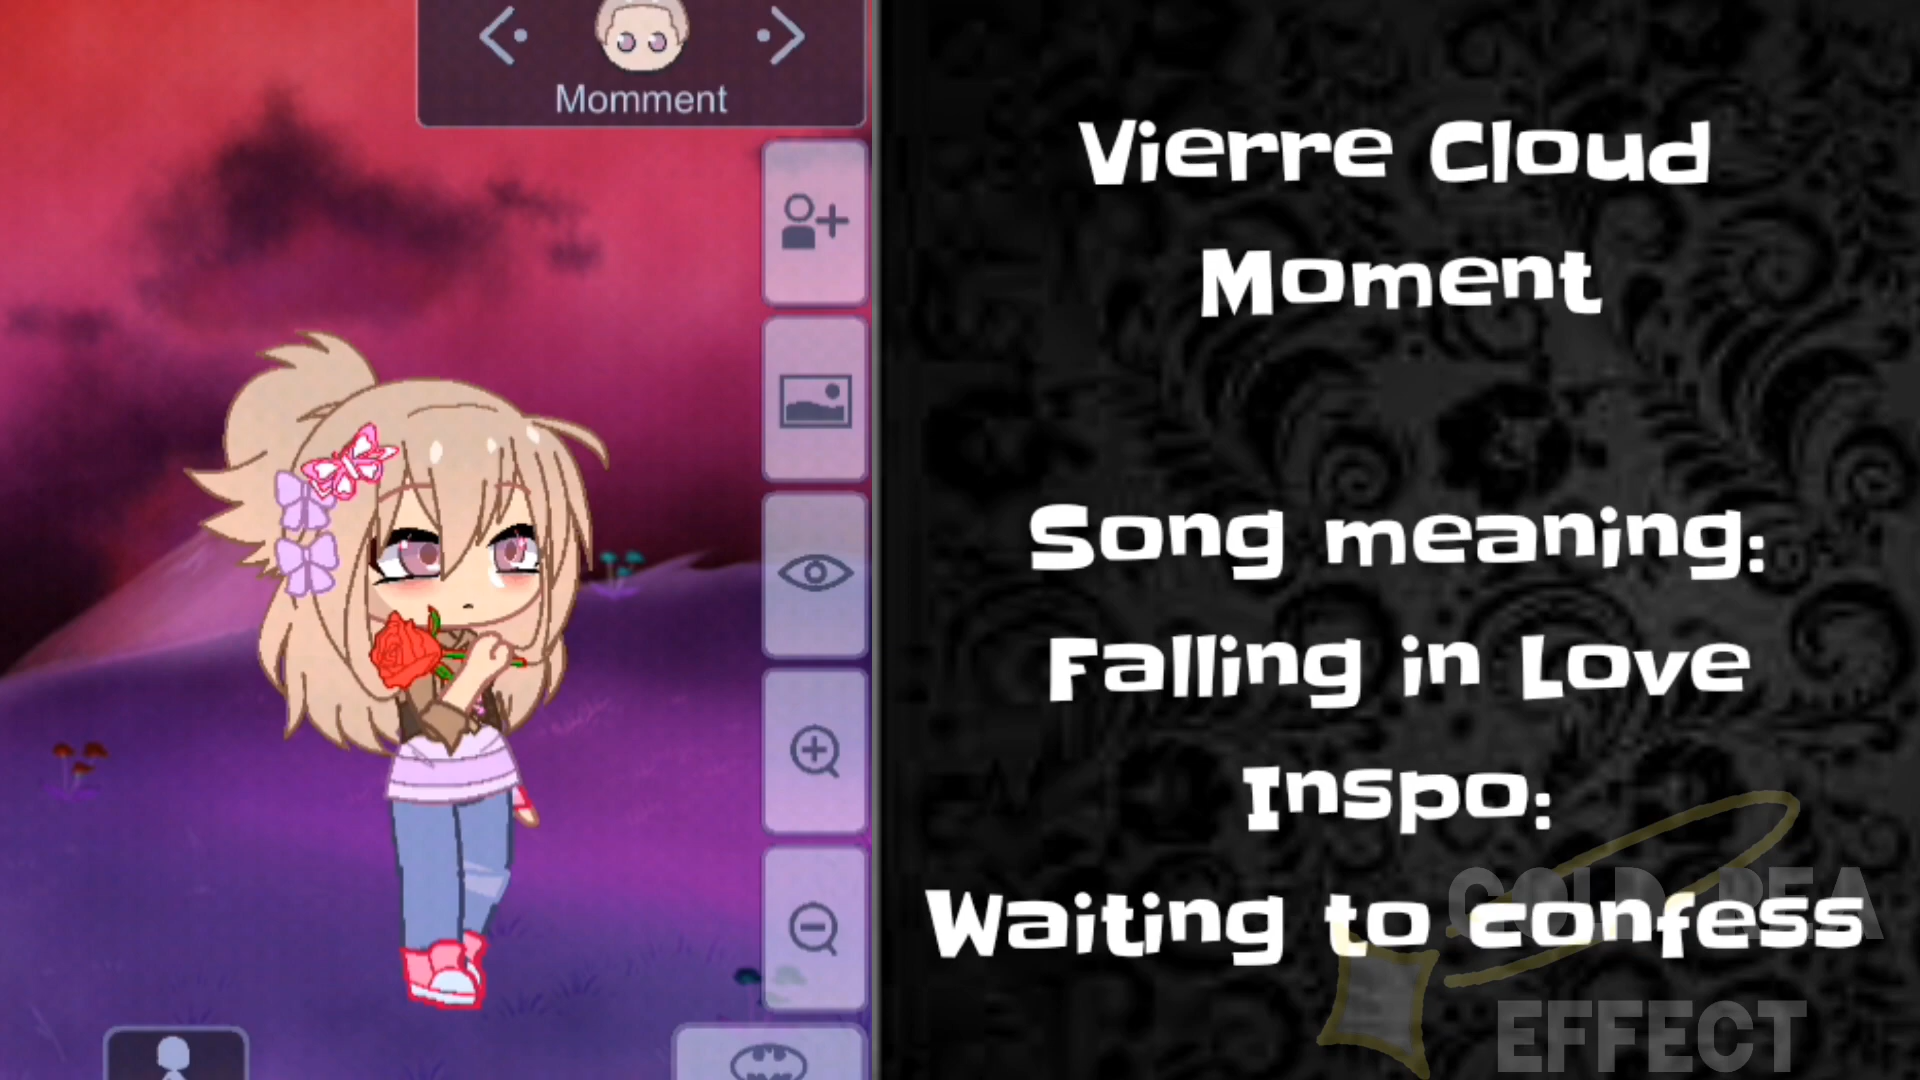 Momment
Vierre Cloud
Moment
Song meaning:
Falling in Love
Inspo:
Waiting to confess
EFFECT